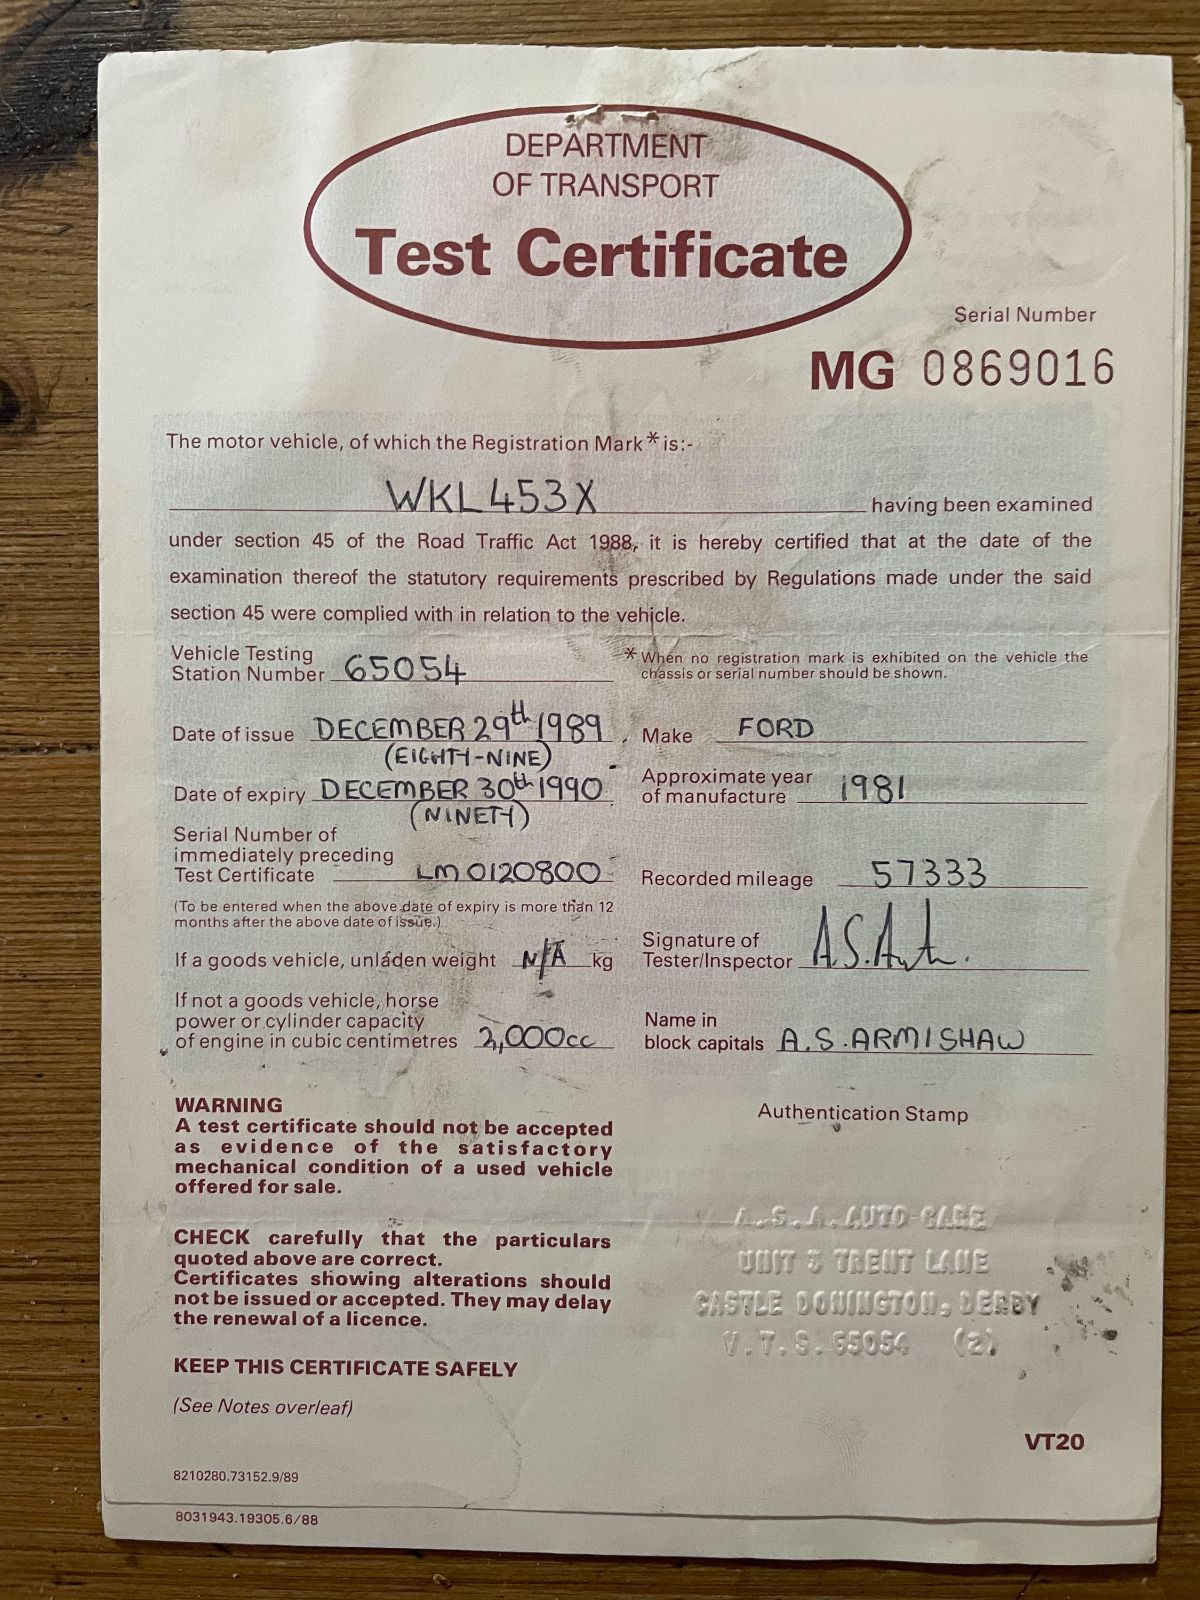 DEPARTMENT
OF TRANSPORT
Test Certificate
Serial Number
MG 0869016
The motor vehicle, of which the Registration Mark * is:-
WKL 453X having been examined
under section 45 of the Road Traffic Act 1988, it is hereby certified that at the date of the
examination thereof the statutory requirements prescribed by Regulations made under the said
section 45 were complied with in relation to the vehicle.
Vehicle Testing
Station Number 65054
* When no registration mark is exhibited on the vehicle the
chassis or serial number should be shown.
Date of issue DECEMBER 29th 1989
(EIGHTY-NINE)
Make FORD
Date of expiry DECEMBER 30th 1990
(NINETY)
Approximate year
of manufacture 1981
Serial Number of
immediately preceding
Test Certificate LM 0120800
Recorded mileage 57333
(To be entered when the above date of expiry is more than 12
months after the above date of issue.)
Signature of
Tester/Inspector
If a goods vehicle, unladen weight N/A kg
If not a goods vehicle, horse
power or cylinder capacity
of engine in cubic centimetres 2,000cc
Name in
block capitals A.S.ARMISHAW
WARNING
A test certificate should not be accepted
as evidence of the satisfactory
mechanical condition of a used vehicle
offered for sale.
CHECK carefully that the particulars
quoted above are correct.
Certificates showing alterations should
not be issued or accepted. They may delay
the renewal of a licence.
KEEP THIS CERTIFICATE SAFELY
(See Notes overleaf)
Authentication Stamp
A.S.A. AUTO-CARE
UNIT 3 TRENT LANE
CASTLE DONINGTON, DERBY
V.T.S. 65054 (2)
VT20
8210280.73152.9/89
8031943.19305.6/88